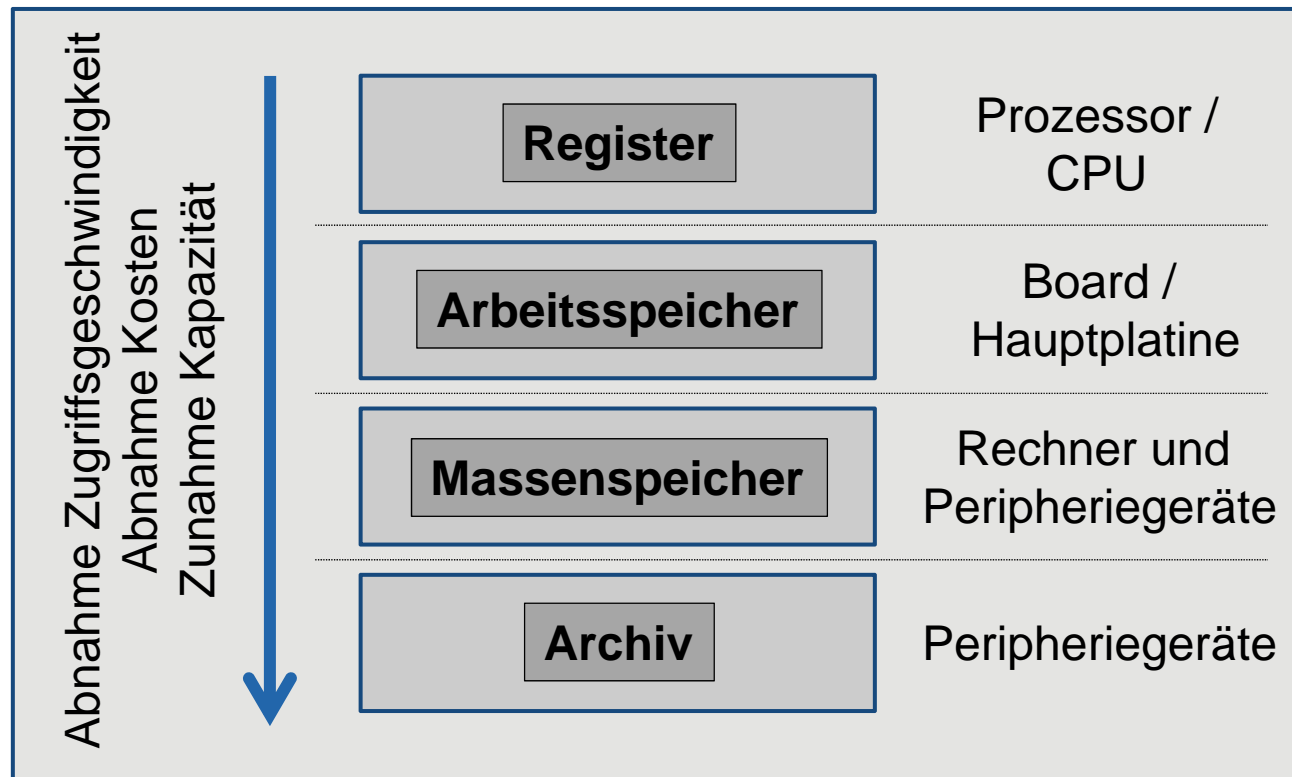 Abnahme Zugriffsgeschwindigkeit
Abnahme Kosten
Zunahme Kapazität
Register
Prozessor /
CPU
Arbeitsspeicher
Board /
Hauptplatine
Massenspeicher
Rechner und
Peripheriegeräte
Archiv
Peripheriegeräte